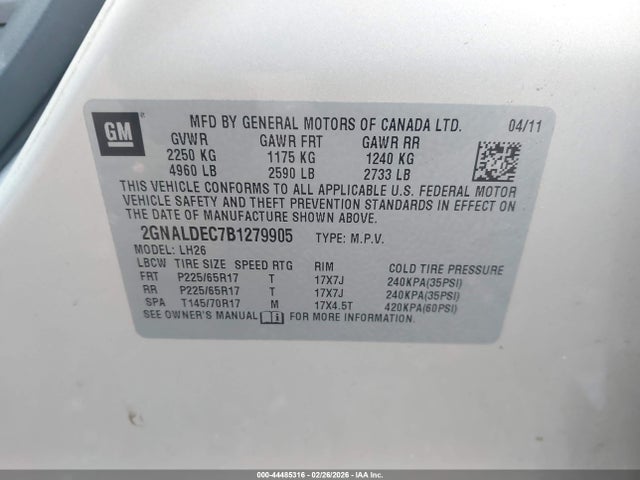 GM
MFD BY GENERAL MOTORS OF CANADA LTD. 04/11
GVWR GAWR FRT GAWR RR
2250 KG 1175 KG 1240 KG
4960 LB 2590 LB 2733 LB
THIS VEHICLE CONFORMS TO ALL APPLICABLE U.S. FEDERAL MOTOR
VEHICLE SAFETY AND THEFT PREVENTION STANDARDS IN EFFECT ON
THE DATE OF MANUFACTURE SHOWN ABOVE.
2GNALDEC7B1279905 TYPE: M.P.V.
MODEL: LH26
LBCW TIRE SIZE SPEED RTG RIM COLD TIRE PRESSURE
FRT P225/65R17 T 17X7J 240KPA(35PSI)
RR P225/65R17 T 17X7J 240KPA(35PSI)
SPA T145/70R17 M 17X4.5T 420KPA(60PSI)
SEE OWNER'S MANUAL FOR MORE INFORMATION.
000-44485316 - 02/26/2026 - IAAI.COM